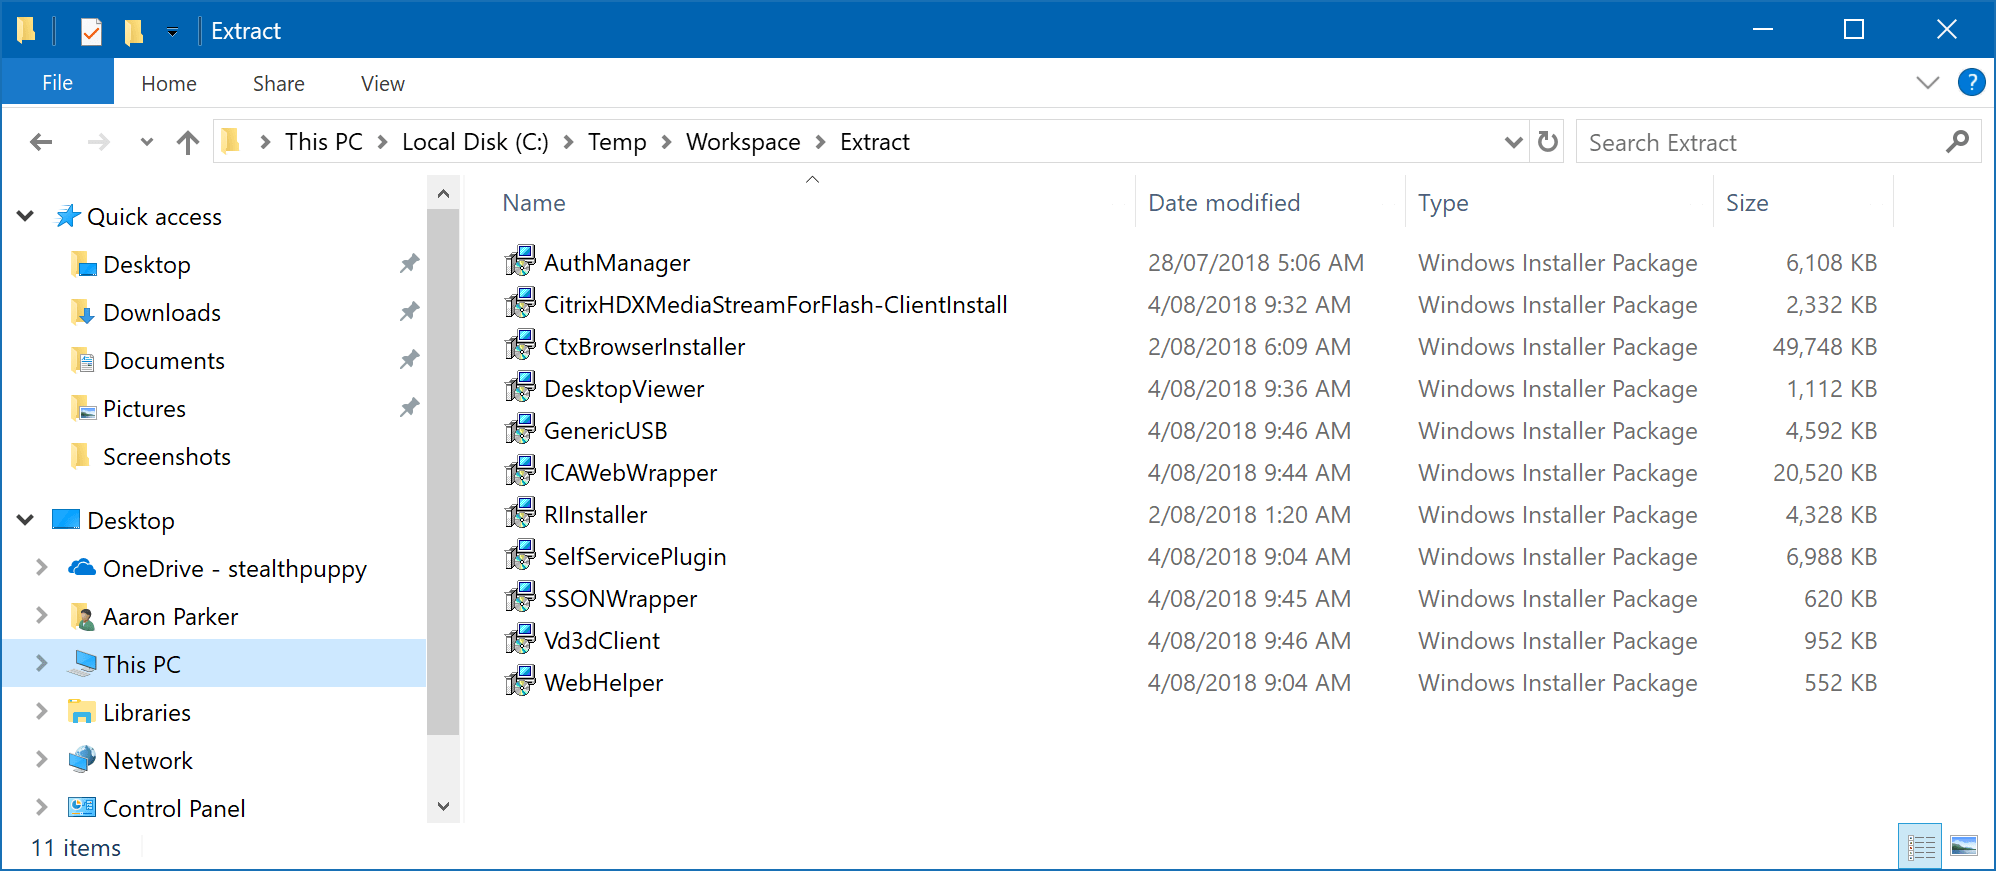 Extract
File Home Share View ?
This PC Local Disk (C:) Temp Workspace Extract Search Extract
Quick access
Desktop
Downloads
Documents
Pictures
Screenshots
Desktop
OneDrive - stealthpuppy
Aaron Parker
This PC
Libraries
Network
Control Panel
Name Date modified Type Size
AuthManager 28/07/2018 5:06 AM Windows Installer Package 6,108 KB
CitrixHDXMediaStreamForFlash-ClientInstall 4/08/2018 9:32 AM Windows Installer Package 2,332 KB
CtxBrowserInstaller 2/08/2018 6:09 AM Windows Installer Package 49,748 KB
DesktopViewer 4/08/2018 9:36 AM Windows Installer Package 1,112 KB
GenericUSB 4/08/2018 9:46 AM Windows Installer Package 4,592 KB
ICAWebWrapper 4/08/2018 9:44 AM Windows Installer Package 20,520 KB
RIInstaller 2/08/2018 1:20 AM Windows Installer Package 4,328 KB
SelfServicePlugin 4/08/2018 9:04 AM Windows Installer Package 6,988 KB
SSONWrapper 4/08/2018 9:45 AM Windows Installer Package 620 KB
Vd3dClient 4/08/2018 9:46 AM Windows Installer Package 952 KB
WebHelper 4/08/2018 9:04 AM Windows Installer Package 552 KB
11 items